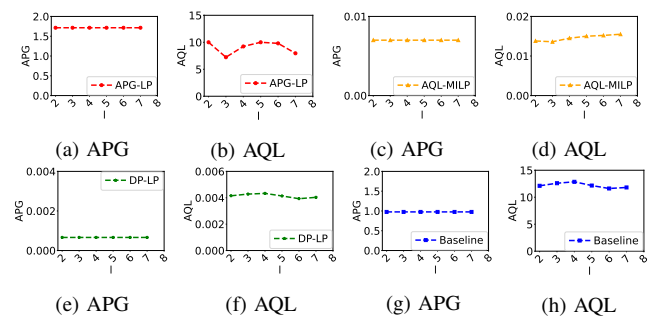 2.0
1.5
1.0
0.5
0.0
APG
APG-LP
2 3 4 5 6 7 8
I
(a) APG
15
10
5
0
AQL
APG-LP
2 3 4 5 6 7 8
I
(b) AQL
0.01
0.00
APG
AQL-MILP
2 3 4 5 6 7 8
I
(c) APG
0.02
0.01
0.00
AQL
AQL-MILP
2 3 4 5 6 7 8
I
(d) AQL
0.004
0.002
0.000
APG
DP-LP
2 3 4 5 6 7 8
I
(e) APG
0.006
0.004
0.002
0.000
AQL
DP-LP
2 3 4 5 6 7 8
I
(f) AQL
2.0
1.5
1.0
0.5
0.0
APG
Baseline
2 3 4 5 6 7 8
I
(g) APG
15
10
5
0
AQL
Baseline
2 3 4 5 6 7 8
I
(h) AQL